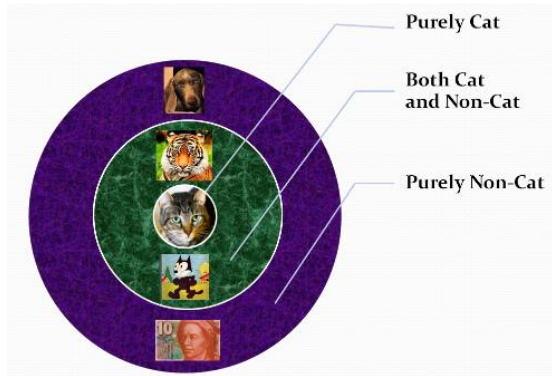 Purely Cat
Both Cat
and Non-Cat
Purely Non-Cat
10